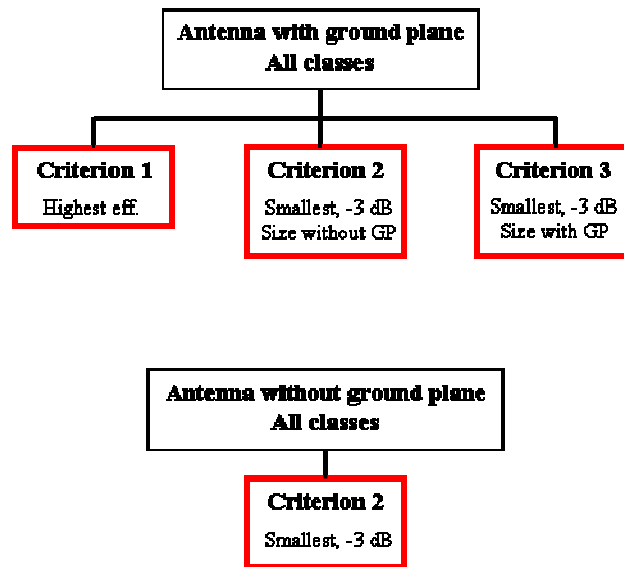 Antenna with ground plane
All classes
Criterion 1
Highest eff.
Criterion 2
Smallest, -3 dB
Size without GP
Criterion 3
Smallest, -3 dB
Size with GP
Antenna without ground plane
All classes
Criterion 2
Smallest, -3 dB